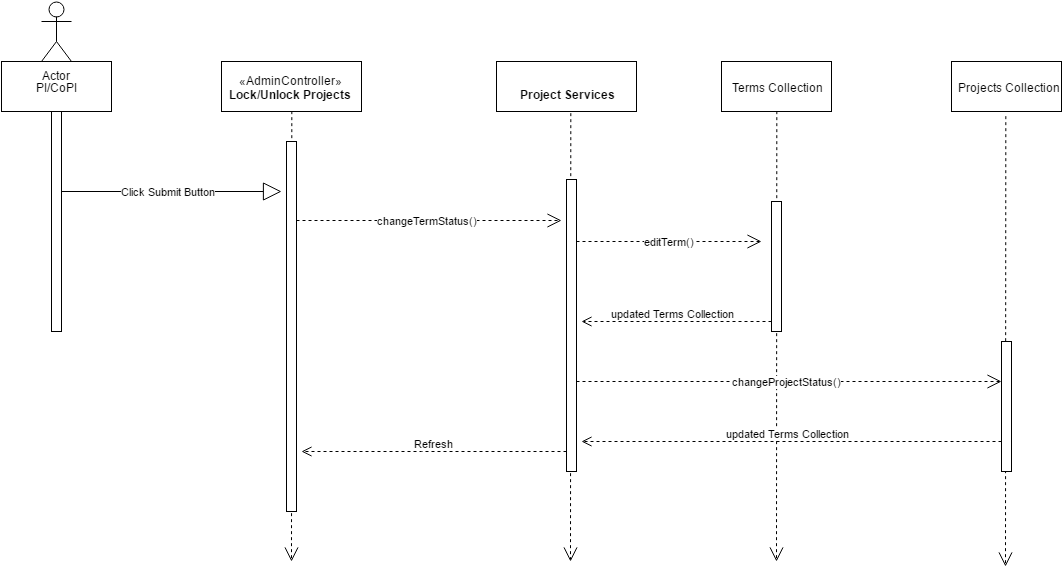 Actor
PI/CoPI
«AdminController»
Lock/Unlock Projects
Project Services
Terms Collection
Projects Collection
Click Submit Button
changeTermStatus()
editTerm()
updated Terms Collection
changeProjectStatus()
updated Terms Collection
Refresh